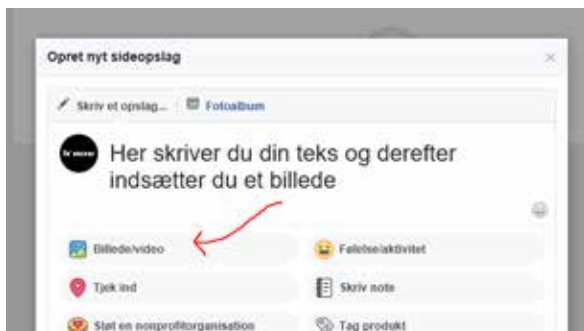 Opret nyt sideopslag
Skriv et opslag... Fotoalbum
Her skriver du din teks og derefter
indsætter du et billede
Billede/video Følelse/aktivitet
Tjek ind Skriv note
Støt en nonprofitorganisation Tag produkt